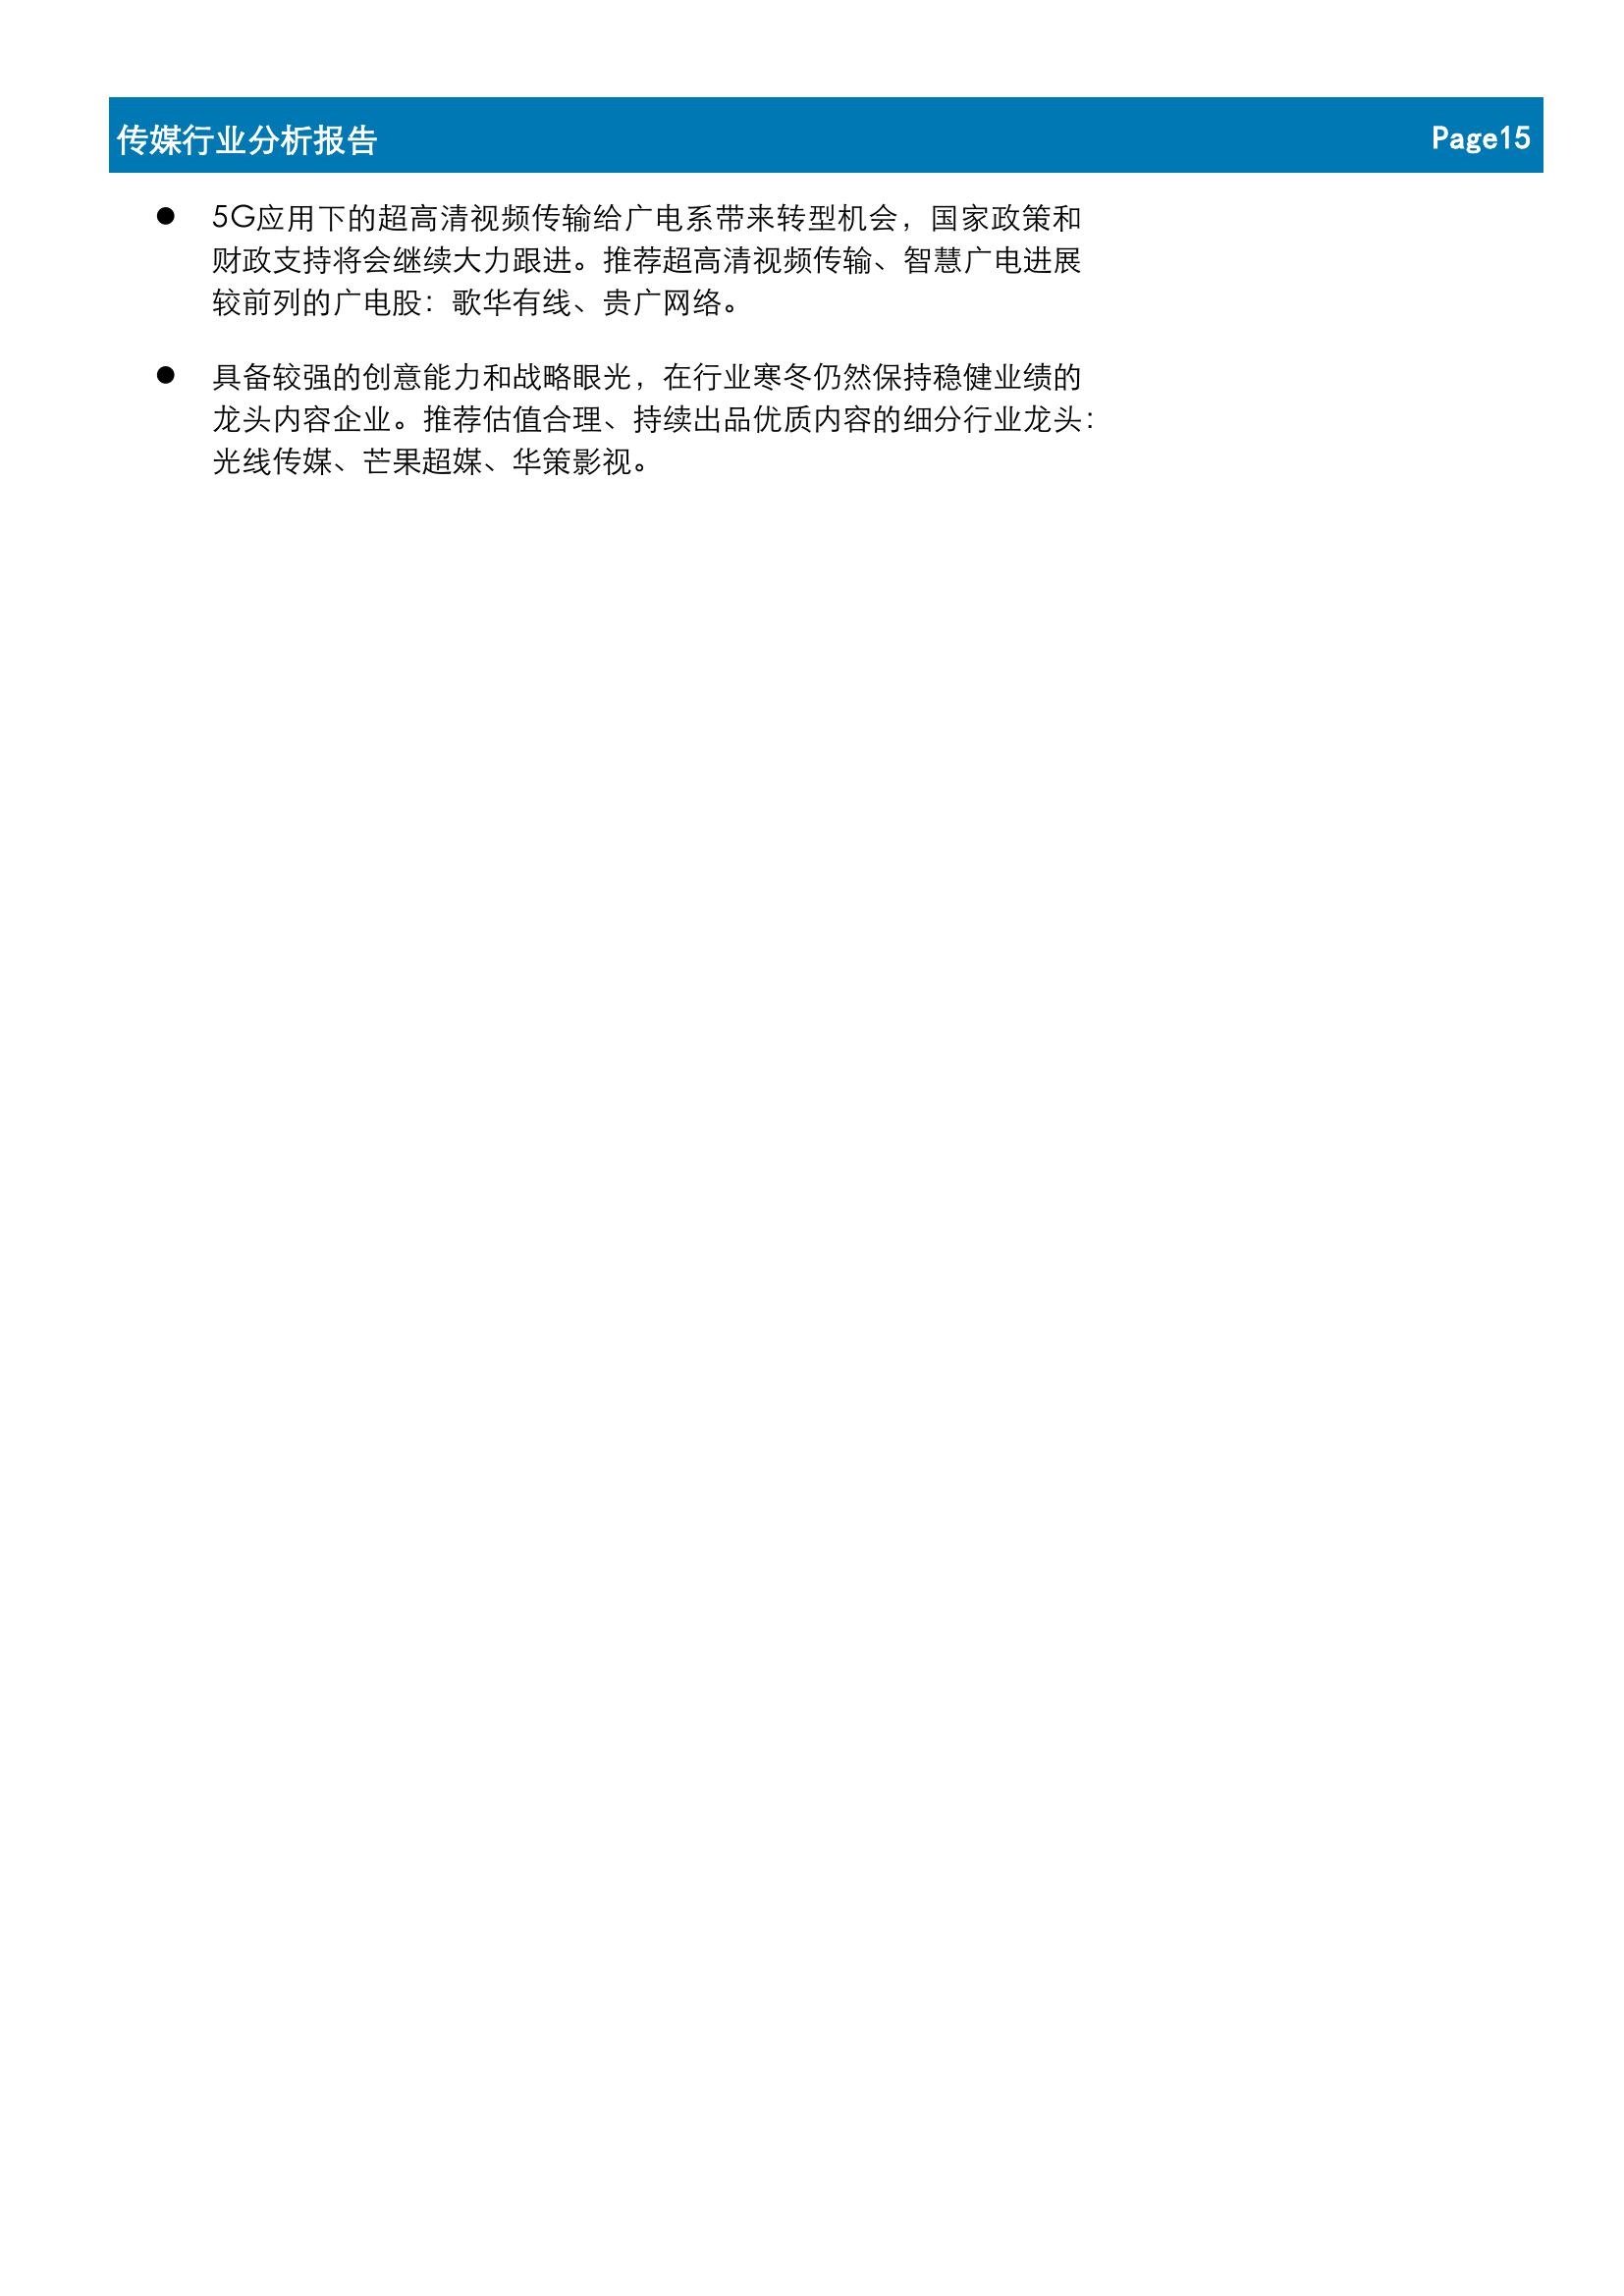 传媒行业分析报告
Page15
● 5G应用下的超高清视频传输给广电系带来转型机会，国家政策和
财政支持将会继续大力跟进。推荐超高清视频传输、智慧广电进展
较前列的广电股：歌华有线、贵广网络。
● 具备较强的创意能力和战略眼光，在行业寒冬仍然保持稳健业绩的
龙头内容企业。推荐估值合理、持续出品优质内容的细分行业龙头：
光线传媒、芒果超媒、华策影视。